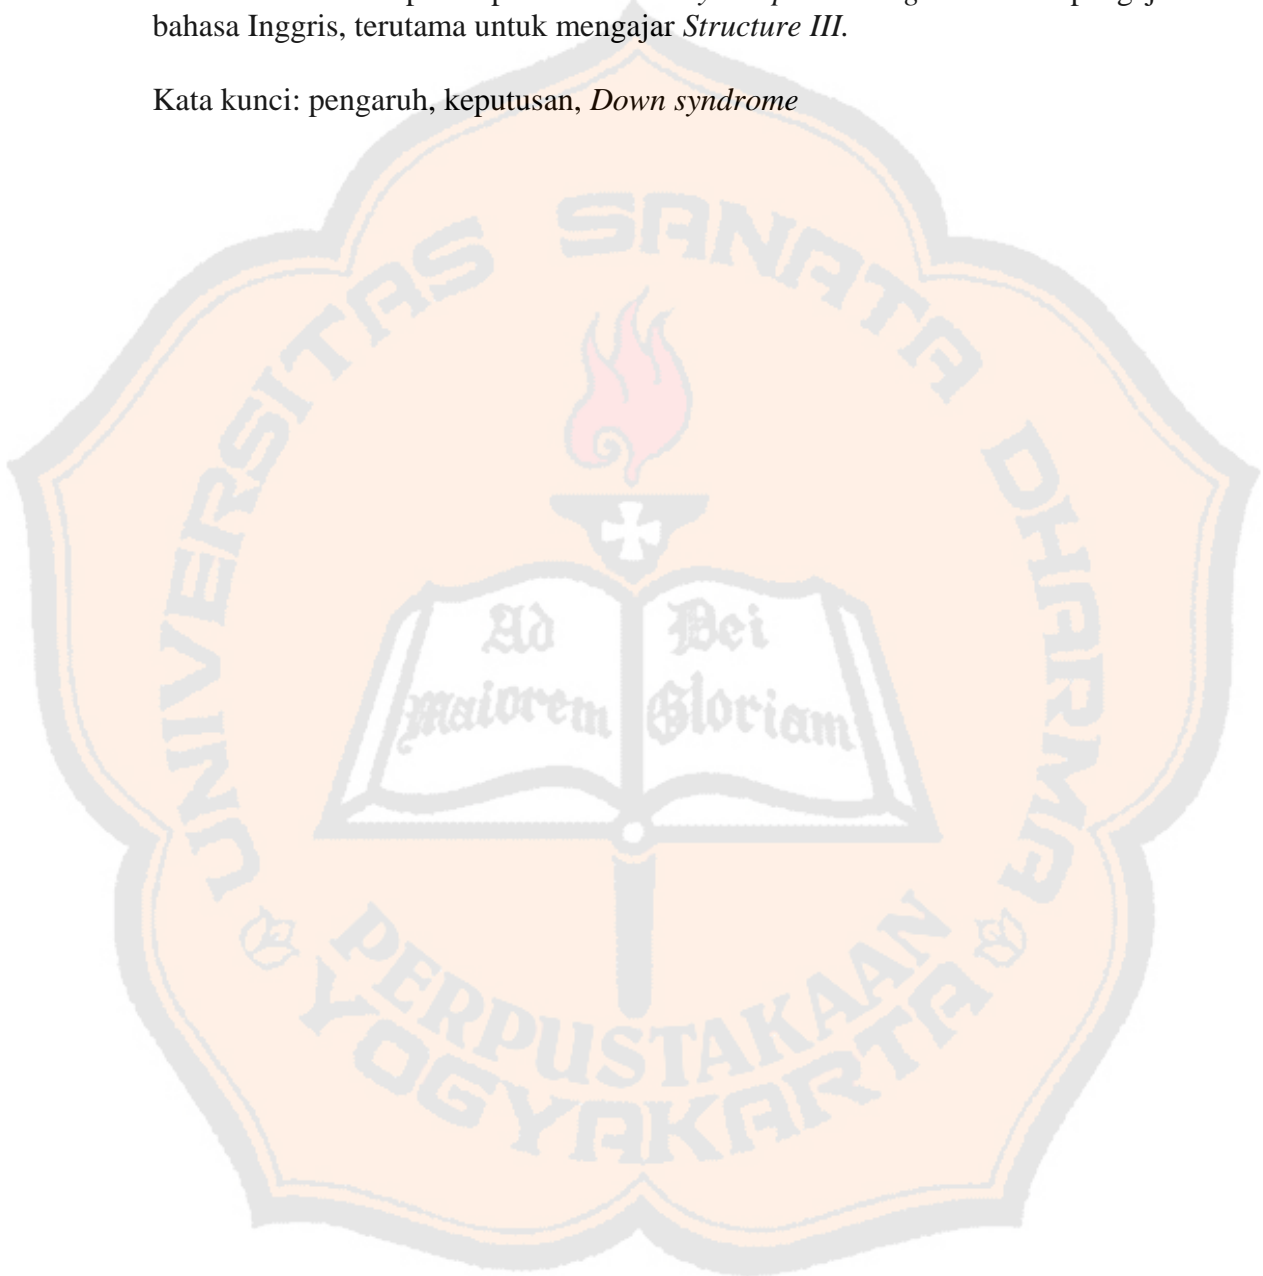 bahasa Inggris, terutama untuk mengajar Structure III.
Kata kunci: pengaruh, keputusan, Down syndrome
UNIVERSITAS SANATA DHARMA
Ad
Dei
Maiorem
Gloriam
PERPUSTAKAAN
YOGYAKARTA